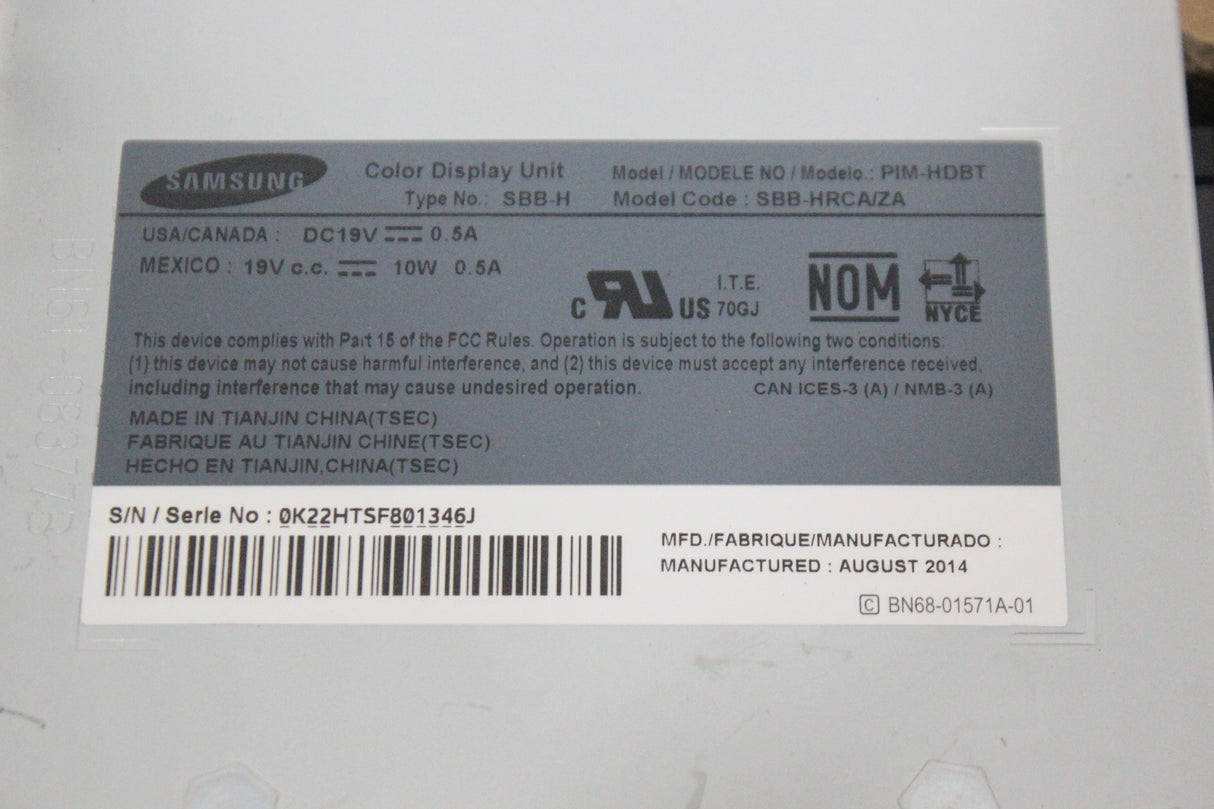 SAMSUNG
Color Display Unit
Type No.: SBB-H
Model / MODELE NO / Modelo.: PIM-HDBT
Model Code : SBB-HRCA/ZA
USA/CANADA : DC19V 0.5A
MEXICO : 19V c.c. 10W 0.5A
C RU US
I.T.E.
70GJ
NOM
NYCE
This device complies with Part 15 of the FCC Rules. Operation is subject to the following two conditions:
(1) this device may not cause harmful interference, and (2) this device must accept any interference received,
including interference that may cause undesired operation.
CAN ICES-3 (A) / NMB-3 (A)
MADE IN TIANJIN CHINA(TSEC)
FABRIQUE AU TIANJIN CHINE(TSEC)
HECHO EN TIANJIN,CHINA(TSEC)
S/N / Serie No : 0K22HTSF801346J
MFD./FABRIQUE/MANUFACTURADO :
MANUFACTURED : AUGUST 2014
C BN68-01571A-01